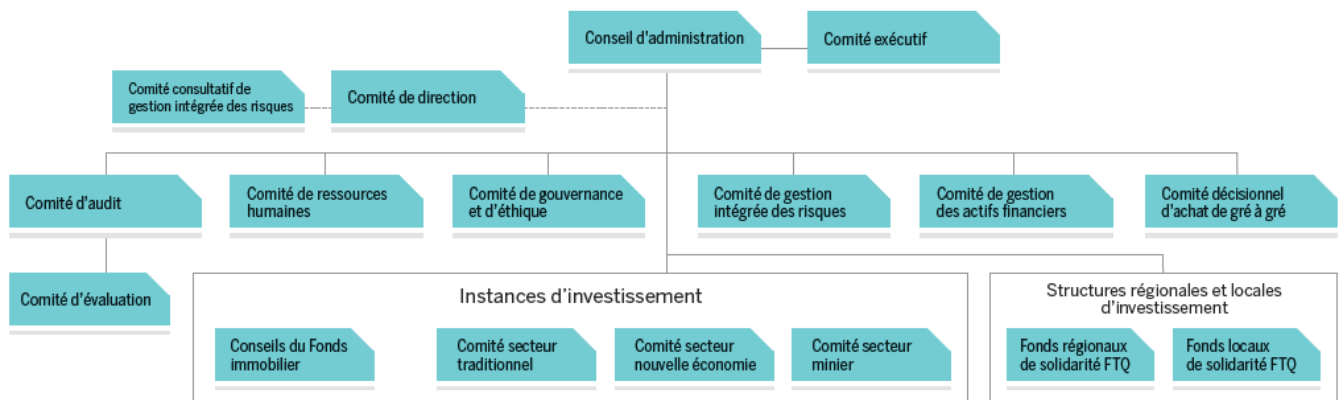 Conseil d'administration
Comité exécutif
Comité consultatif de
gestion intégrée des risques
Comité de direction
Comité d'audit
Comité de ressources
humaines
Comité de gouvernance
et d'éthique
Comité de gestion
intégrée des risques
Comité de gestion
des actifs financiers
Comité décisionnel
d'achat de gré à gré
Comité d'évaluation
Instances d'investissement
Conseils du Fonds
immobilier
Comité secteur
traditionnel
Comité secteur
nouvelle économie
Comité secteur
minier
Structures régionales et locales
d'investissement
Fonds régionaux
de solidarité FTQ
Fonds locaux
de solidarité FTQ